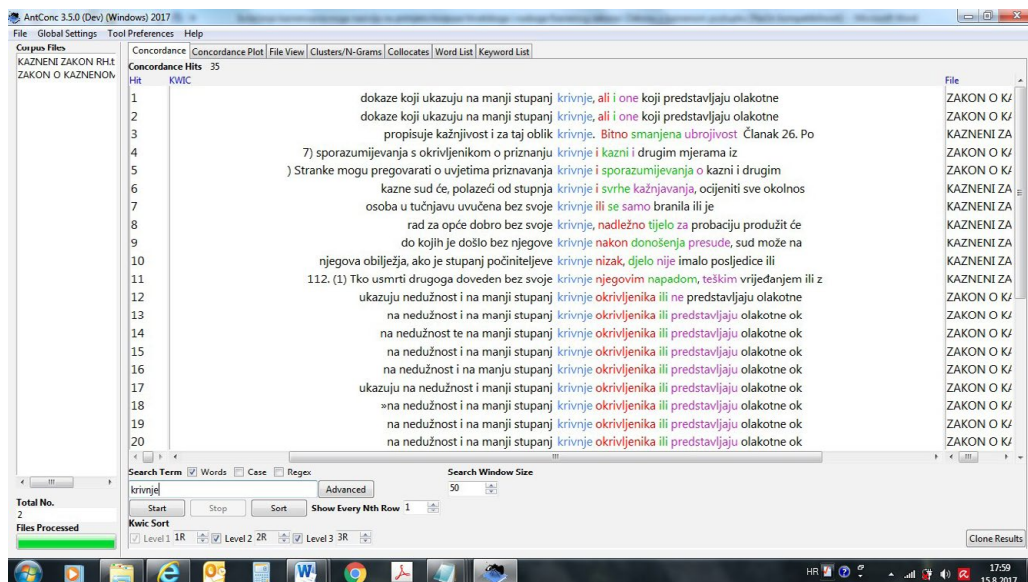 AntConc 3.5.0 (Dev) (Windows) 2017
File Global Settings Tool Preferences Help
Corpus Files
KAZNENI ZAKON RH.t
ZAKON O KAZNENOM
Concordance Concordance Plot File View Clusters/N-Grams Collocates Word List Keyword List
Concordance Hits 35
Hit KWIC File
1 dokaze koji ukazuju na manji stupanj krivnje, ali i one koji predstavljaju olakotne ZAKON O KA
2 dokaze koji ukazuju na manji stupanj krivnje, ali i one koji predstavljaju olakotne ZAKON O KA
3 propisuje kažnjivost i za taj oblik krivnje. Bitno smanjena ubrojivost Članak 26. Po KAZNENI ZA
4 7) sporazumijevanja s okrivljenikom o priznanju krivnje i kazni i drugim mjerama iz ZAKON O KA
5 ) Stranke mogu pregovarati o uvjetima priznavanja krivnje i sporazumijevanja o kazni i drugim ZAKON O KA
6 kazne sud će, polazeći od stupnja krivnje i svrhe kažnjavanja, ocijeniti sve okolnos KAZNENI ZA
7 osoba u tučnjavu uvučena bez svoje krivnje ili se samo branila ili je KAZNENI ZA
8 rad za opće dobro bez svoje krivnje, nadležno tijelo za probaciju produžit će KAZNENI ZA
9 do kojih je došlo bez njegove krivnje nakon donošenja presude, sud može na KAZNENI ZA
10 njegova obilježja, ako je stupanj počiniteljeve krivnje nizak, djelo nije imalo posljedice ili KAZNENI ZA
11 112. (1) Tko usmrti drugoga doveden bez svoje krivnje njegovim napadom, teškim vrijeđanjem ili z KAZNENI ZA
12 ukazuju nedužnost i na manji stupanj krivnje okrivljenika ili ne predstavljaju olakotne ZAKON O KA
13 na nedužnost i na manji stupanj krivnje okrivljenika ili predstavljaju olakotne ok ZAKON O KA
14 na nedužnost te na manji stupanj krivnje okrivljenika ili predstavljaju olakotne ok ZAKON O KA
15 na nedužnost i na manji stupanj krivnje okrivljenika ili predstavljaju olakotne ok ZAKON O KA
16 na nedužnost i na manju stupanj krivnje okrivljenika ili predstavljaju olakotne ok ZAKON O KA
17 ukazuju na nedužnost i manji stupanj krivnje okrivljenika ili predstavljaju olakotne ok ZAKON O KA
18 »na nedužnost i na manji stupanj krivnje okrivljenika ili predstavljaju olakotne ok ZAKON O KA
19 na nedužnost i na manji stupanj krivnje okrivljenika ili predstavljaju olakotne ok ZAKON O KA
20 na nedužnost i na manji stupanj krivnje okrivljenika ili predstavljaju olakotne ok ZAKON O KA
Search Term Words Case Regex Search Window Size
krivnje Advanced 50
Start Stop Sort Show Every Nth Row 1
Kwic Sort
Level 1 1R Level 2 2R Level 3 3R
Total No.
2
Files Processed
Clone Results
HR 17:59
15.8.2017.